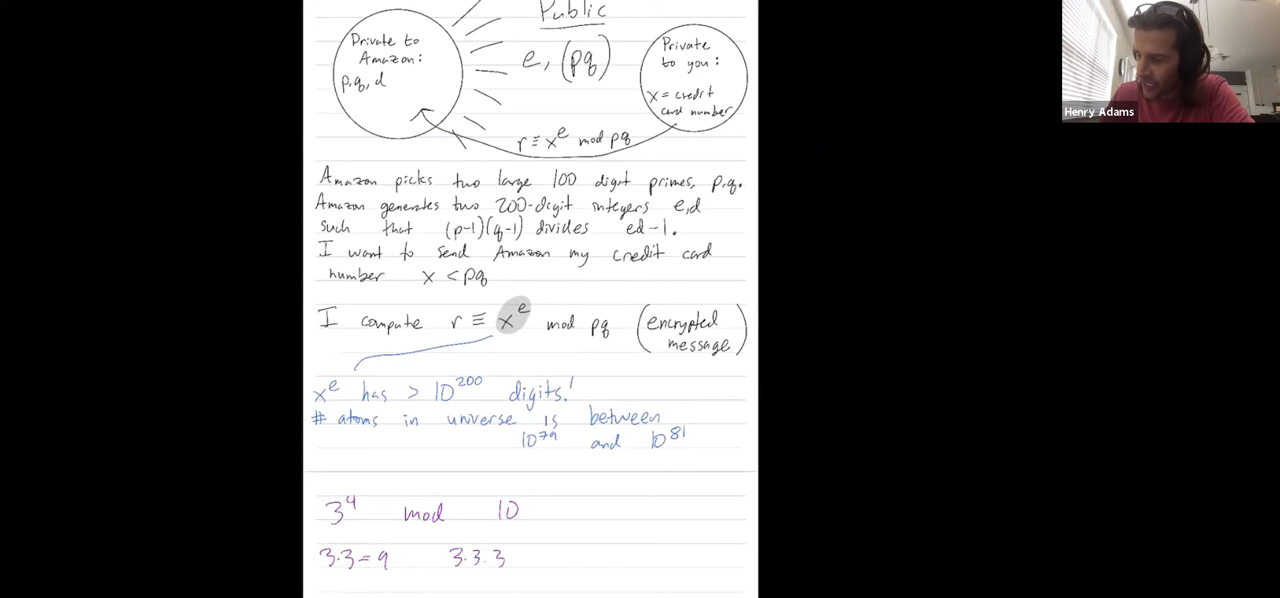 Public
Private to
Amazon:
p,q,d
e, (pq)
Private
to you:
x = credit
card number
r ≡ x^e mod pq
Amazon picks two large 100 digit primes, p,q.
Amazon generates two 200-digit integers e,d
such that (p-1)(q-1) divides ed-1.
I want to send Amazon my credit card
number x < pq
I compute r ≡ x^e mod pq (encrypted
message)
x^e has > 10^200 digits!
# atoms in universe is between
10^79 and 10^81
3^4 mod 10
3·3=9 3·3·3
Henry Adams